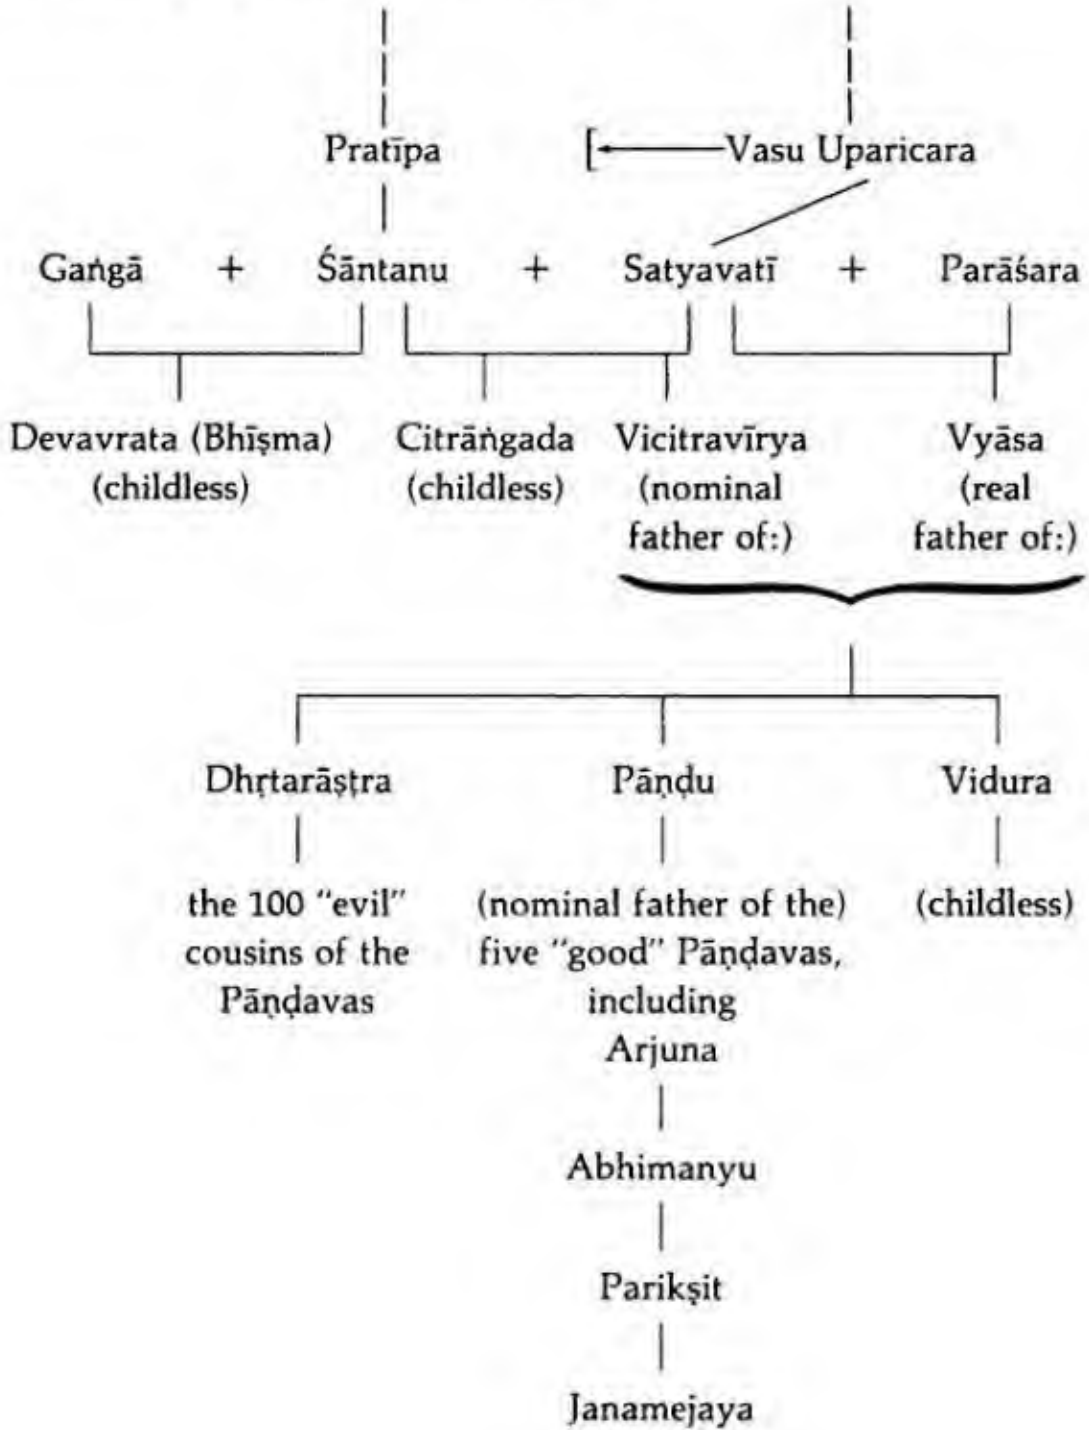 Pratīpa [ Vasu Uparicara
Gaṅgā + Śāntanu + Satyavatī + Parāśara
Devavrata (Bhīṣma) Citrāṅgada Vicitravīrya Vyāsa
(childless) (childless) (nominal (real
father of:) father of:)
Dhṛtarāṣṭra Pāṇḍu Vidura
the 100 "evil" (nominal father of the) (childless)
cousins of the five "good" Pāṇḍavas,
Pāṇḍavas including
Arjuna
Abhimanyu
Parikṣit
Janamejaya